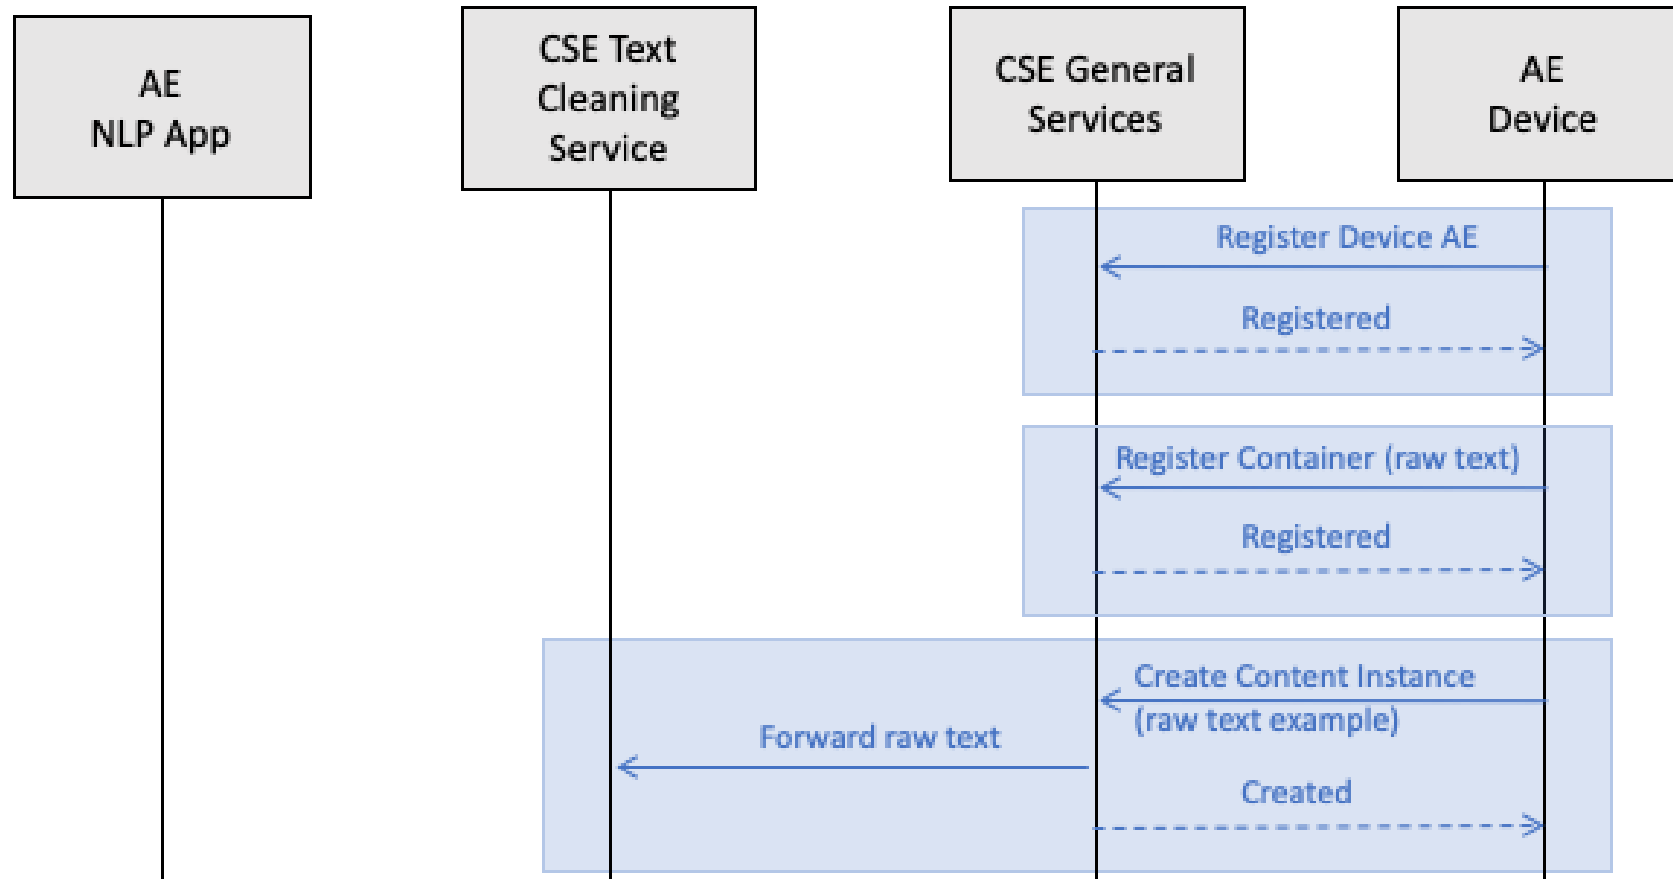 AE
NLP App
CSE Text
Cleaning
Service
CSE General
Services
AE
Device
Register Device AE
Registered
Register Container (raw text)
Registered
Create Content Instance
(raw text example)
Forward raw text
Created